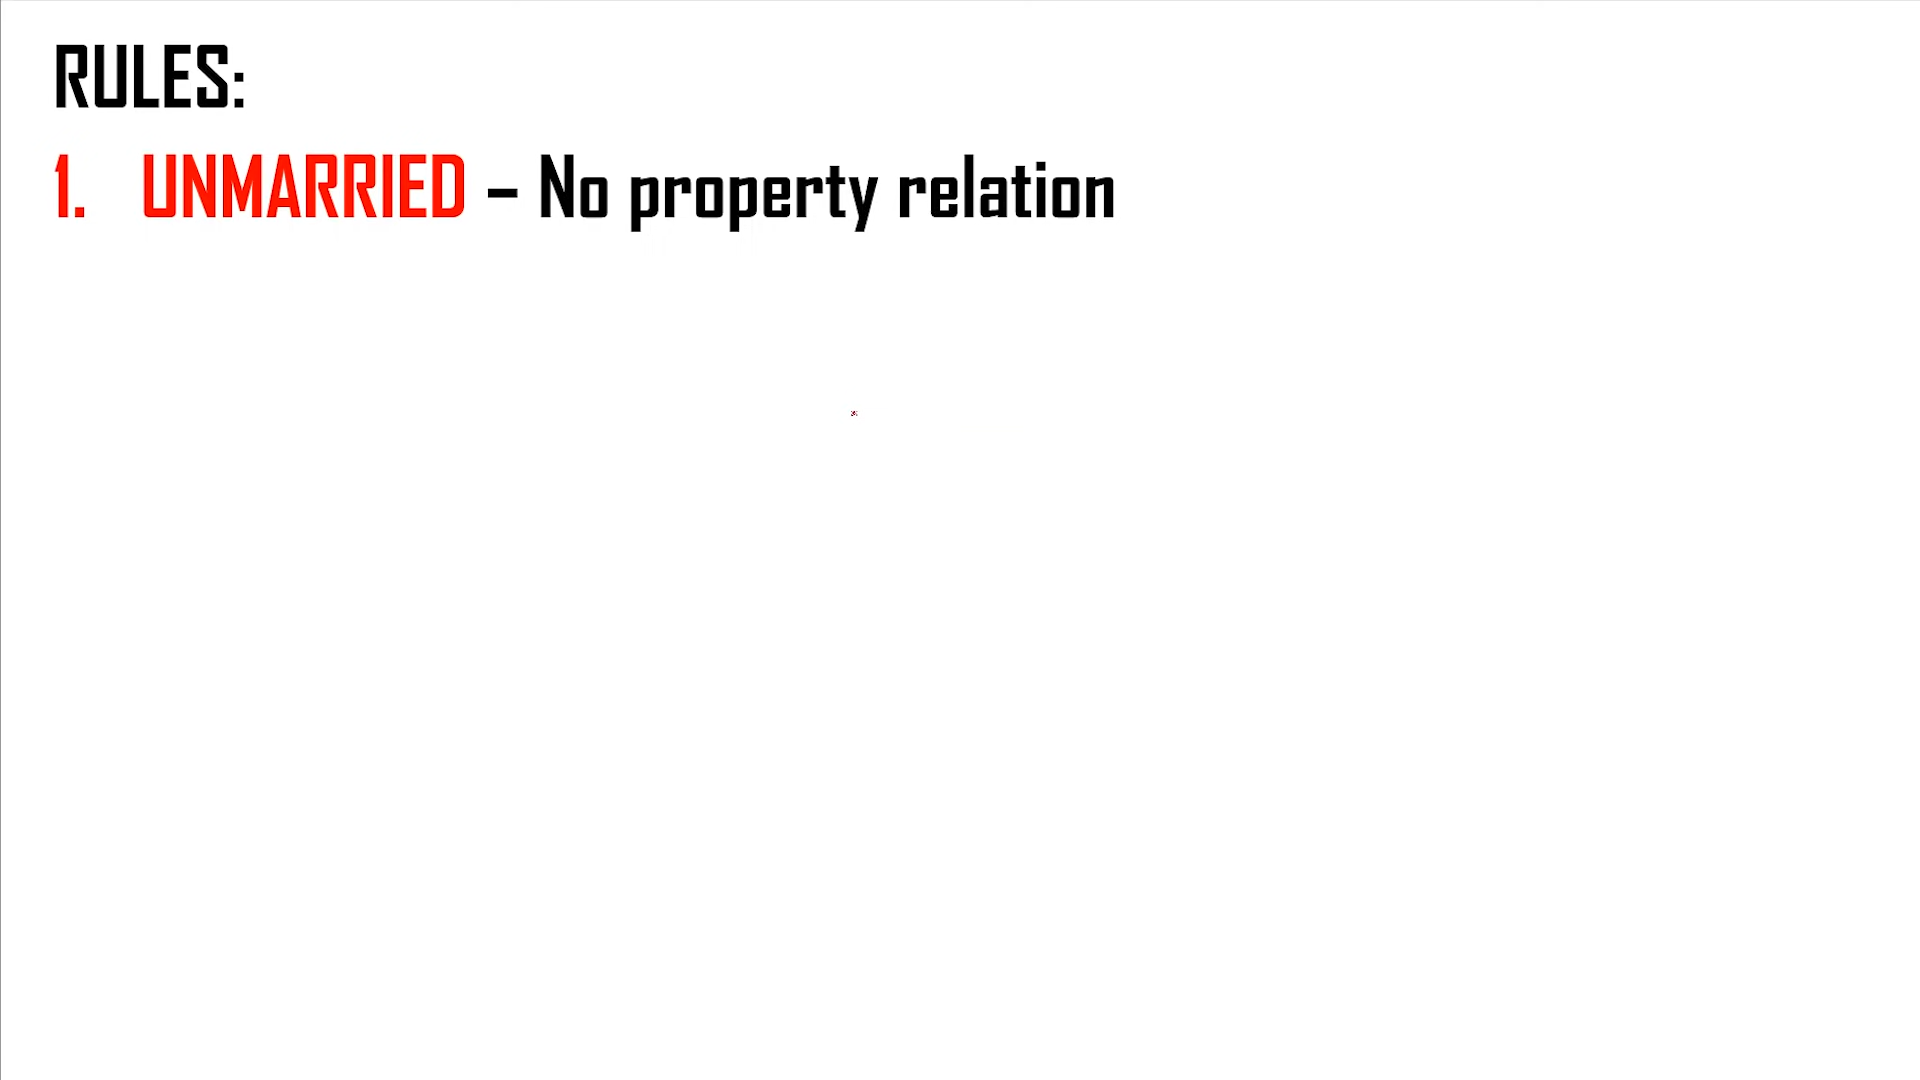 RULES:
1. UNMARRIED – No property relation